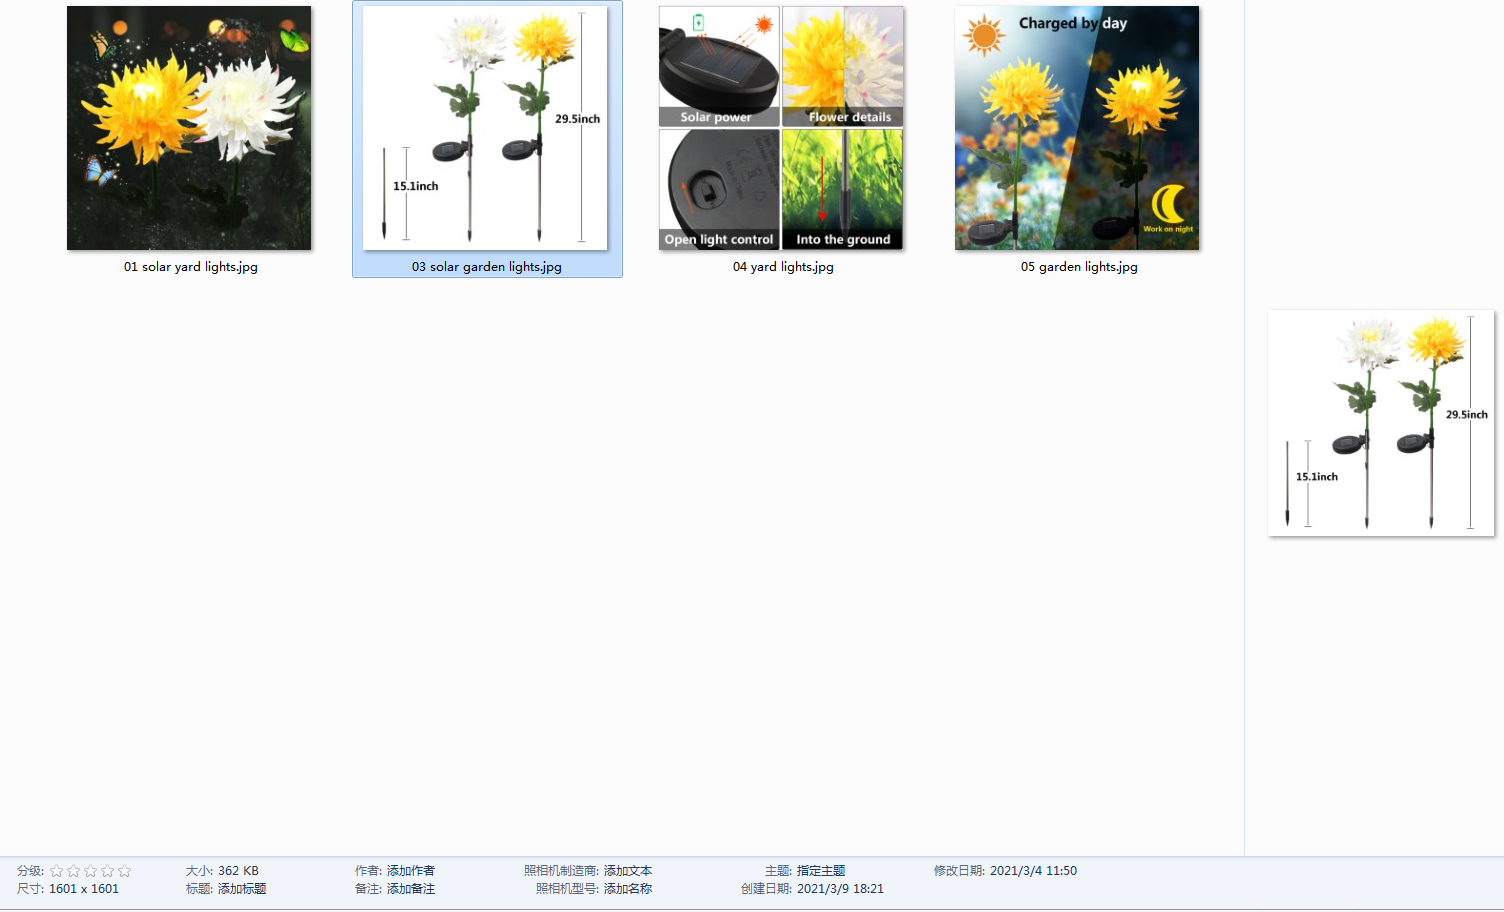 Charged by day
29.5inch
15.1inch
Solar power
Flower details
Open light control
Into the ground
Work on night
01 solar yard lights.jpg
03 solar garden lights.jpg
04 yard lights.jpg
05 garden lights.jpg
29.5inch
15.1inch
分级:
大小: 362 KB
作者: 添加作者
照相机制造商: 添加文本
主题: 指定主题
修改日期: 2021/3/4 11:50
尺寸: 1601 x 1601
标题: 添加标题
备注: 添加备注
照相机型号: 添加名称
创建日期: 2021/3/9 18:21